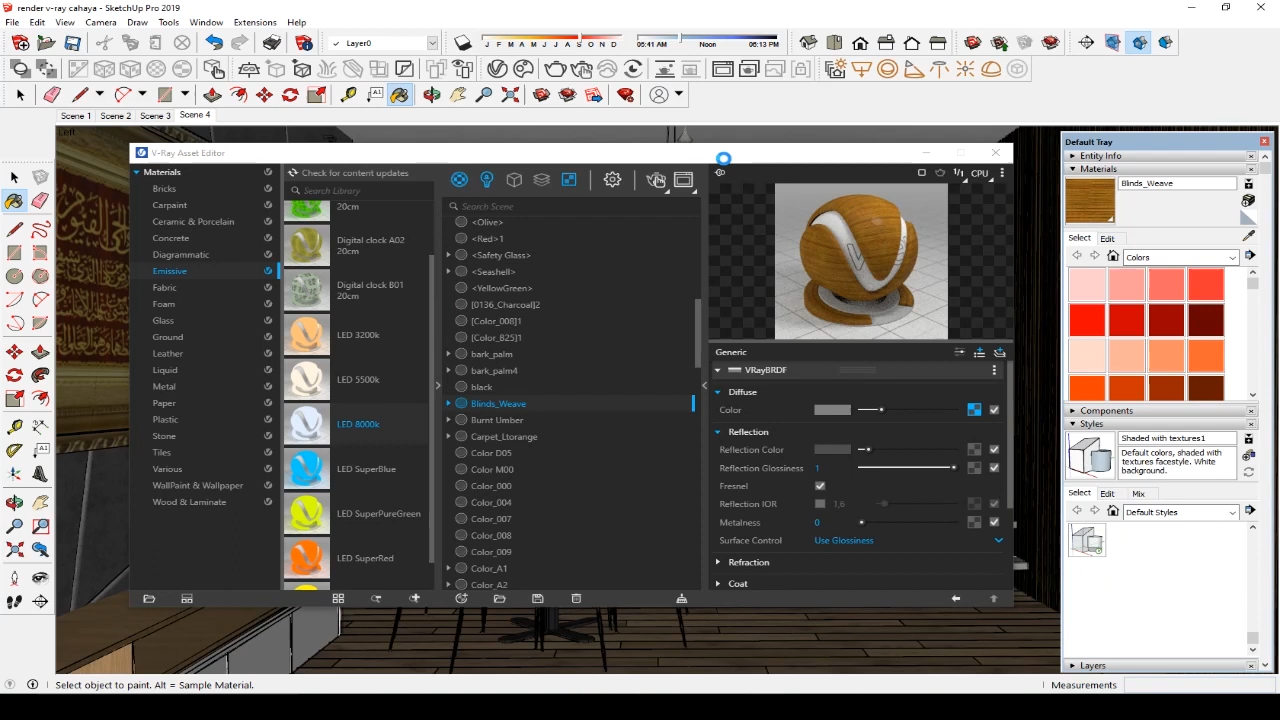 render v-ray cahaya - SketchUp Pro 2019
File Edit View Camera Draw Tools Window Extensions Help
Layer0
J F M A M J J A S O N D
06:41 AM Noon 06:13 PM
A1
Scene 1 Scene 2 Scene 3 Scene 4
Left
V-Ray Asset Editor
Materials
Bricks
Carpaint
Ceramic & Porcelain
Concrete
Diagrammatic
Emissive
Fabric
Foam
Glass
Ground
Leather
Liquid
Metal
Paper
Plastic
Stone
Tiles
Various
WallPaint & Wallpaper
Wood & Laminate
Check for content updates
Search Library
20cm
Digital clock A02
20cm
Digital clock B01
20cm
LED 3200k
LED 5500k
LED 8000k
LED SuperBlue
LED SuperPureGreen
LED SuperRed
Search Scene
<Olive>
<Red>1
<Safety Glass>
<Seashell>
<YellowGreen>
[0136_Charcoal]2
[Color_008]1
[Color_B25]1
bark_palm
bark_palm4
black
Blinds_Weave
Burnt Umber
Carpet_Ltorange
Color D05
Color M00
Color_000
Color_004
Color_007
Color_008
Color_009
Color_A1
Color_A2
1/1 CPU
Generic
VRayBRDF
Diffuse
Color
Reflection
Reflection Color
Reflection Glossiness 1
Fresnel
Reflection IOR 1,6
Metalness 0
Surface Control Use Glossiness
Refraction
Coat
Default Tray
Entity Info
Materials
Blinds_Weave
Select Edit
Colors
Components
Styles
Shaded with textures1
Default colors, shaded with
textures facestyle. White
background.
Select Edit Mix
Default Styles
Layers
Select object to paint. Alt = Sample Material.
Measurements